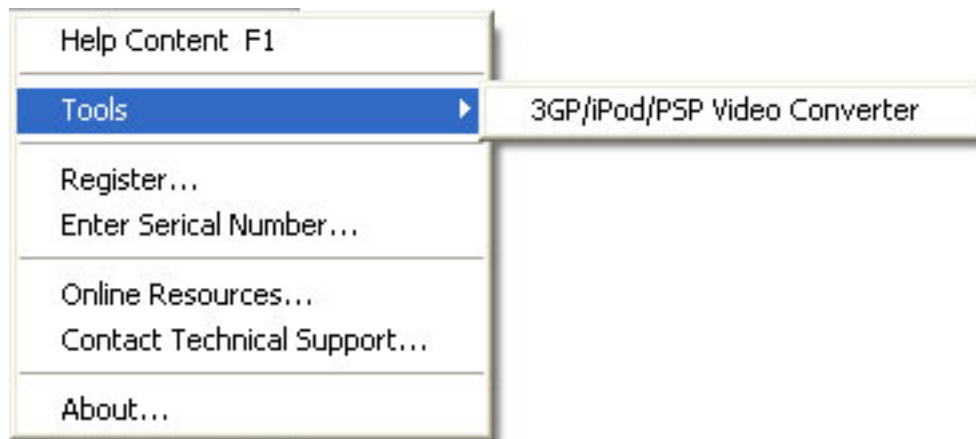 Help Content F1
Tools
3GP/iPod/PSP Video Converter
Register...
Enter Serical Number...
Online Resources...
Contact Technical Support...
About...